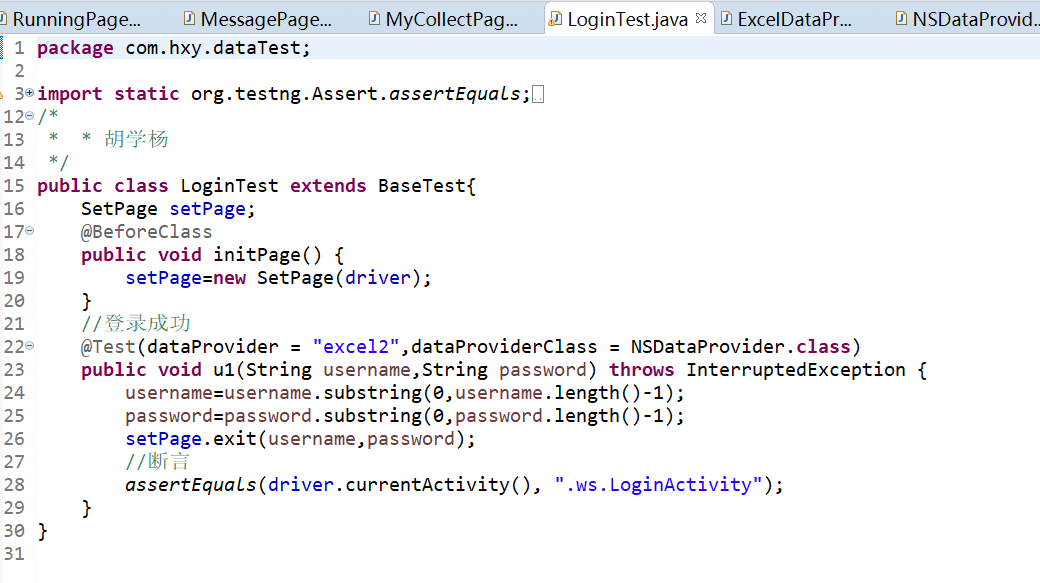 RunningPage... MessagePage... MyCollectPag... LoginTest.java ExcelDataPr... NSDataProvid...
1 package com.hxy.dataTest;
2
3 import static org.testng.Assert.assertEquals;
12 /*
13  *  * 胡学杨
14  */
15 public class LoginTest extends BaseTest{
16     SetPage setPage;
17     @BeforeClass
18     public void initPage() {
19         setPage=new SetPage(driver);
20     }
21     //登录成功
22     @Test(dataProvider = "excel2",dataProviderClass = NSDataProvider.class)
23     public void u1(String username,String password) throws InterruptedException {
24         username=username.substring(0,username.length()-1);
25         password=password.substring(0,password.length()-1);
26         setPage.exit(username,password);
27         //断言
28         assertEquals(driver.currentActivity(), ".ws.LoginActivity");
29     }
30 }
31